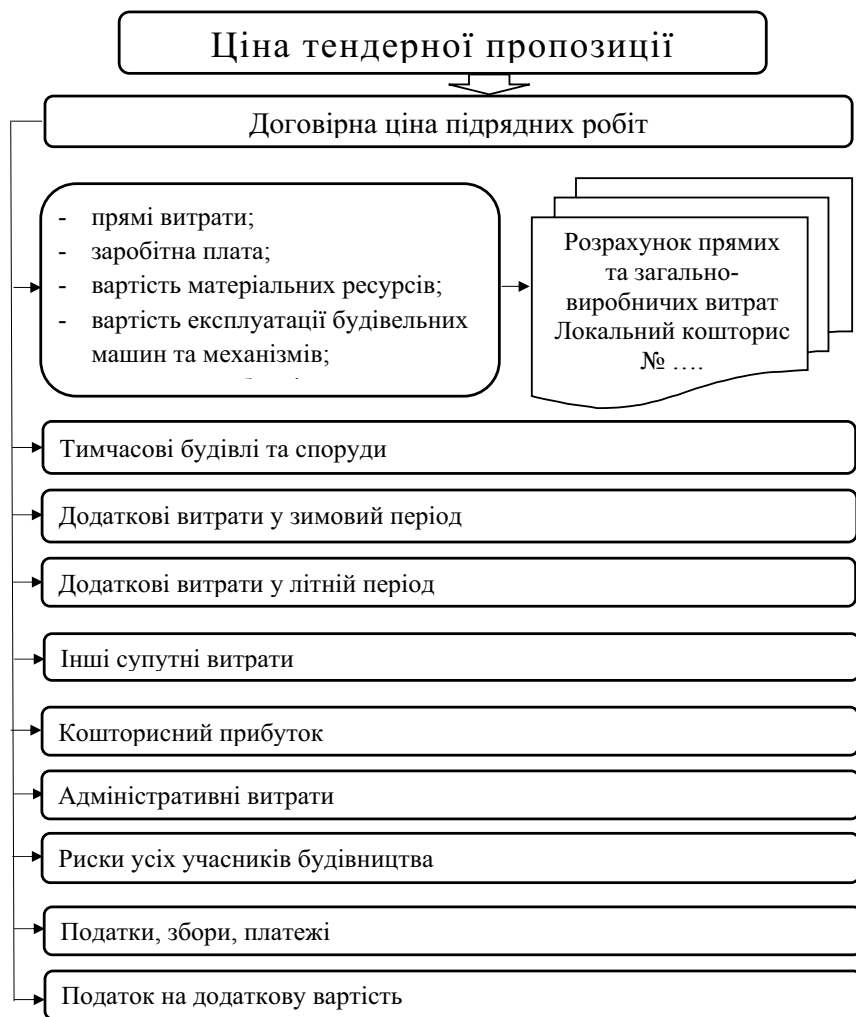 Ціна тендерної пропозиції
Договірна ціна підрядних робіт
- прямі витрати;
- заробітна плата;
- вартість матеріальних ресурсів;
- вартість експлуатації будівельних
машин та механізмів;
Розрахунок прямих
та загально-
виробничих витрат
Локальний кошторис
№ ….
Тимчасові будівлі та споруди
Додаткові витрати у зимовий період
Додаткові витрати у літній період
Інші супутні витрати
Кошторисний прибуток
Адміністративні витрати
Риски усіх учасників будівництва
Податки, збори, платежі
Податок на додаткову вартість